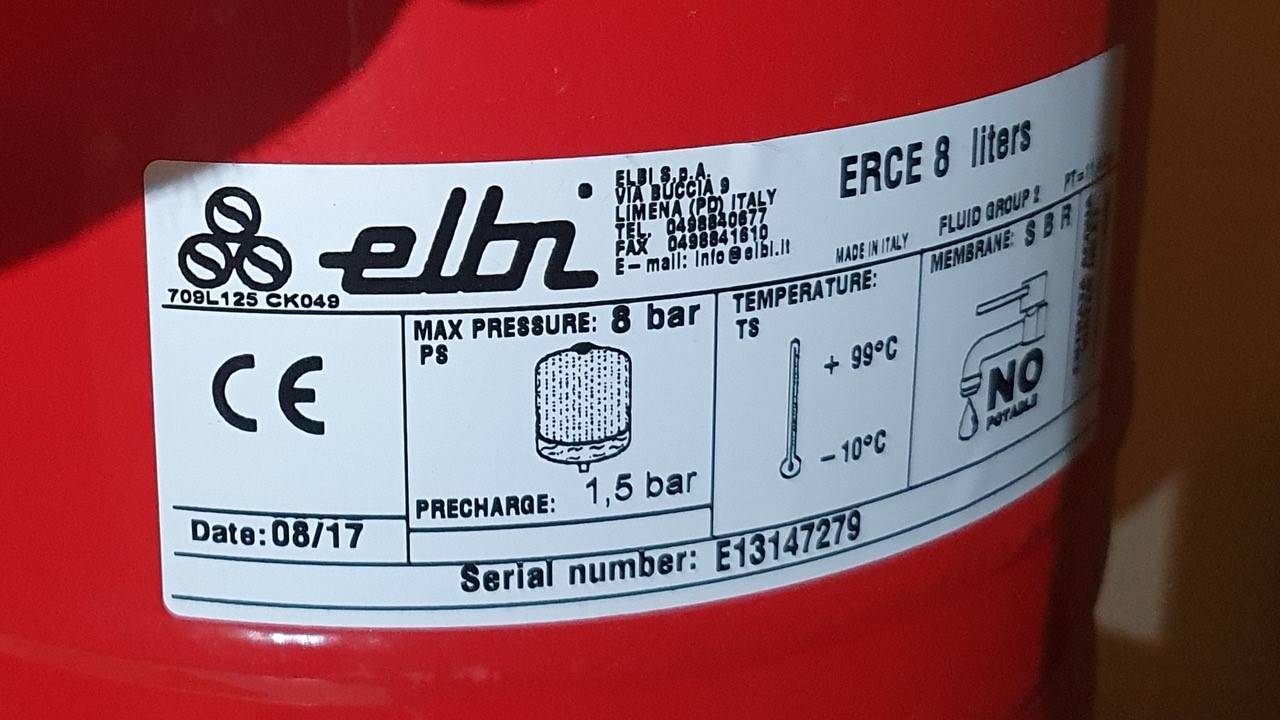 elbi
709L125 CK049
ELBI S.p.A.
VIA BUCCIA 9
LIMENA (PD) ITALY
TEL. 0498840677
FAX 0498841610
E-mail: info@elbi.it
ERCE 8 liters
MADE IN ITALY
FLUID GROUP 2
PT=
CE
MAX PRESSURE: 8 bar
PS
PRECHARGE: 1,5 bar
TEMPERATURE:
TS
+ 99°C
-10°C
MEMBRANE: SBR
NO
POTABLE
Date:08/17
Serial number: E13147279